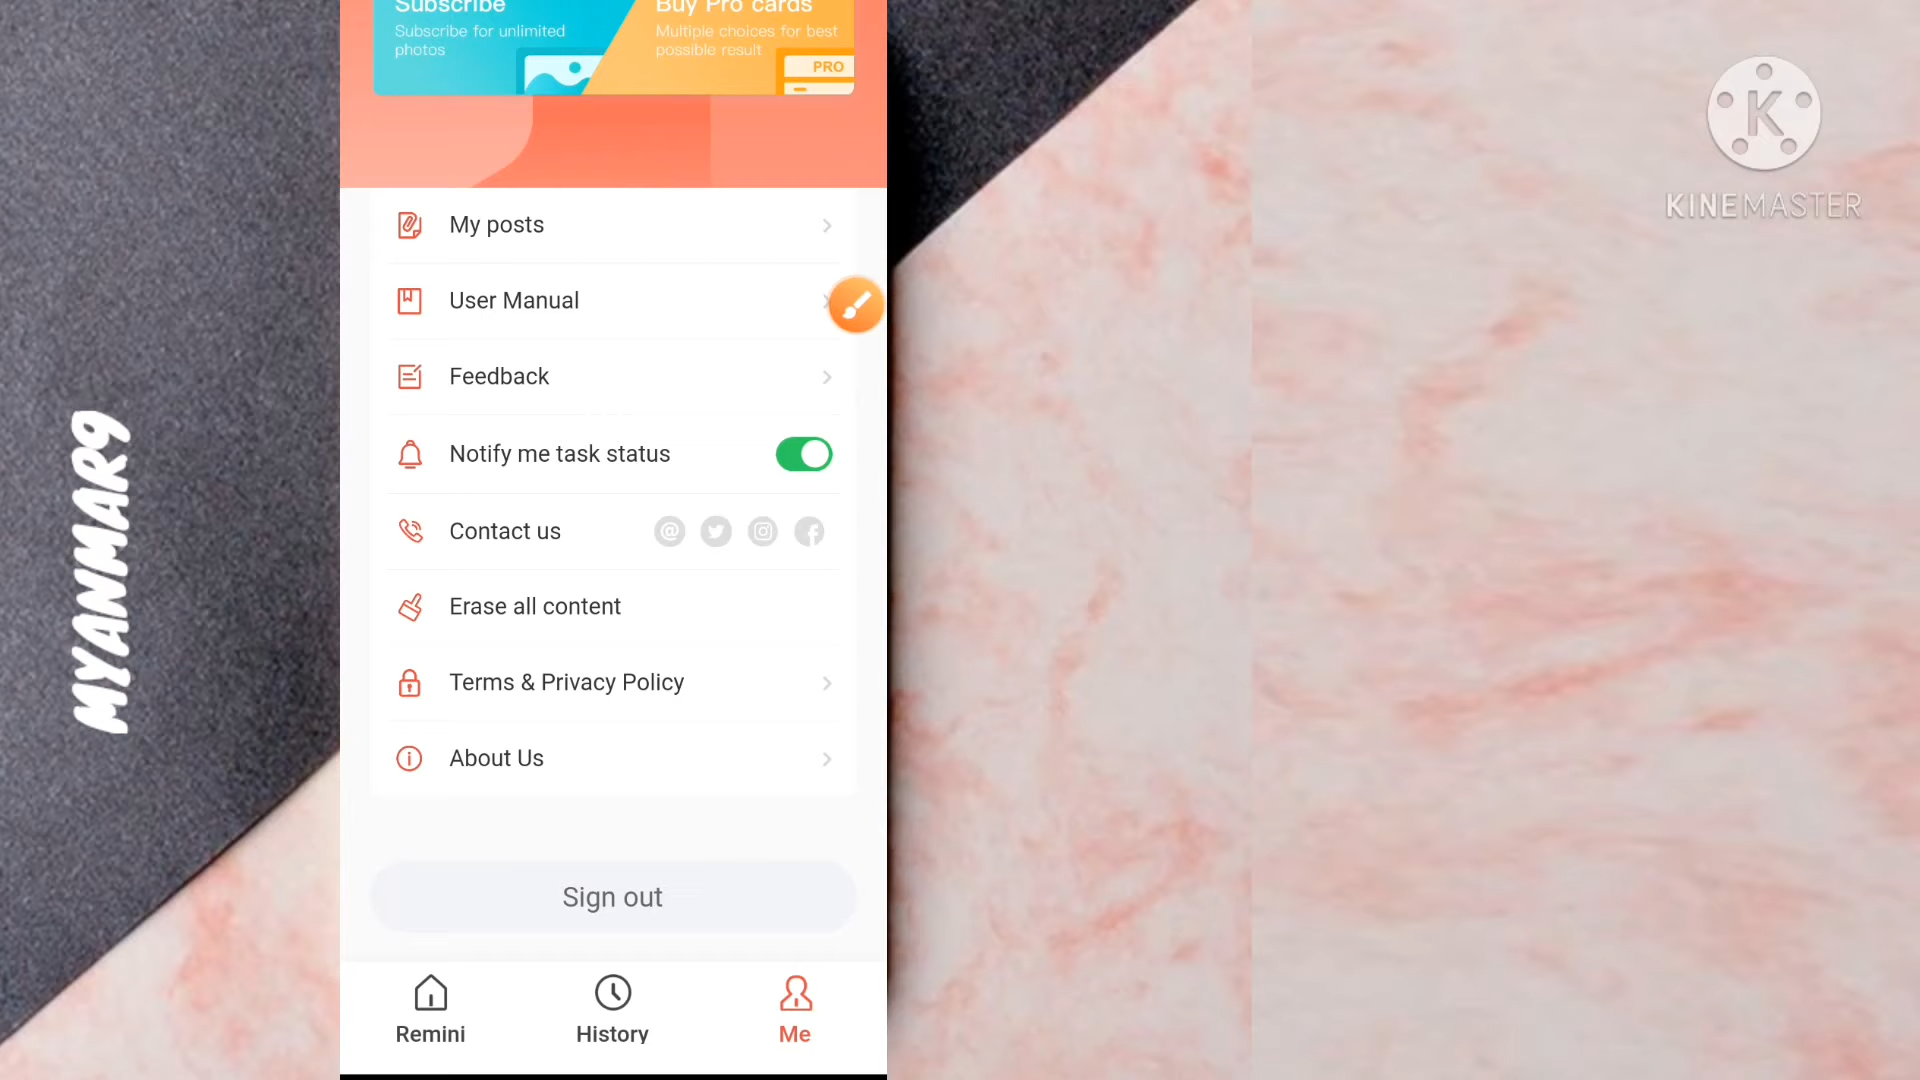 Subscribe
Subscribe for unlimited
photos
Buy Pro cards
Multiple choices for best
possible result
PRO
My posts
User Manual
Feedback
Notify me task status
Contact us
Erase all content
Terms & Privacy Policy
About Us
Sign out
Remini
History
Me
MYANMAR9
K
KINEMASTER